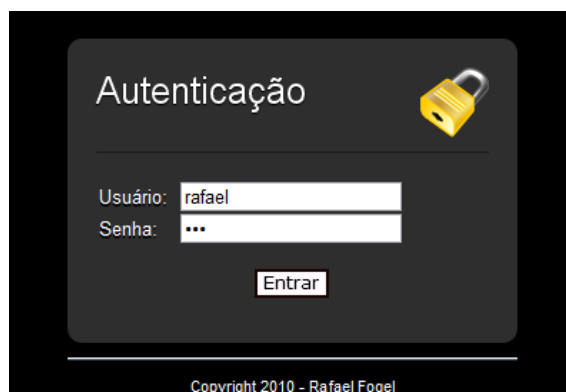 Autenticação
Usuário: rafael
Senha: •••
Entrar
Copyright 2010 - Rafael Fogel